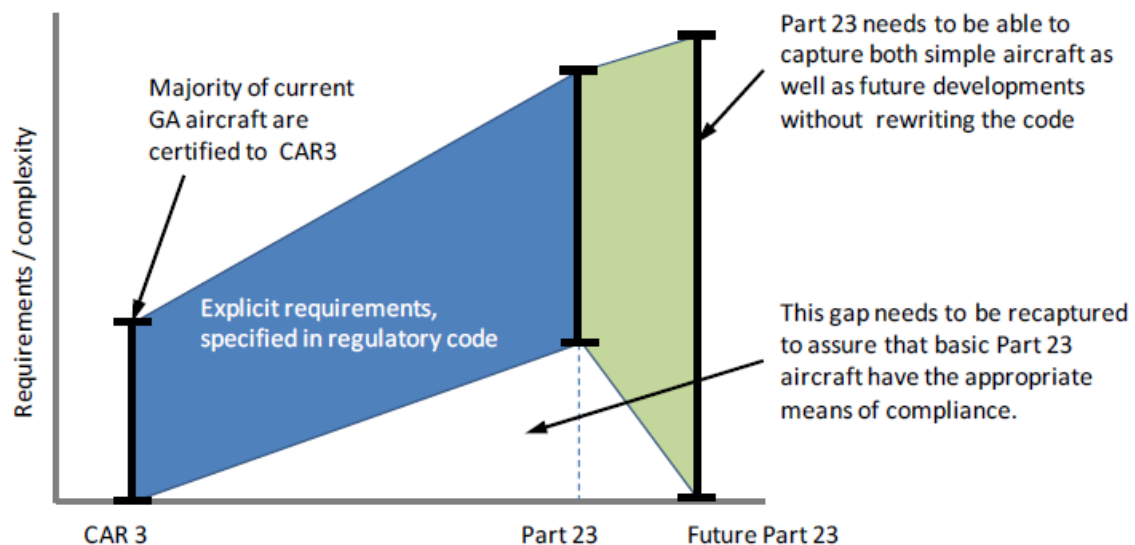 Part 23 needs to be able to
capture both simple aircraft as
well as future developments
without rewriting the code
Majority of current
GA aircraft are
certified to CAR3
Requirements / complexity
Explicit requirements,
specified in regulatory code
This gap needs to be recaptured
to assure that basic Part 23
aircraft have the appropriate
means of compliance.
CAR 3
Part 23
Future Part 23